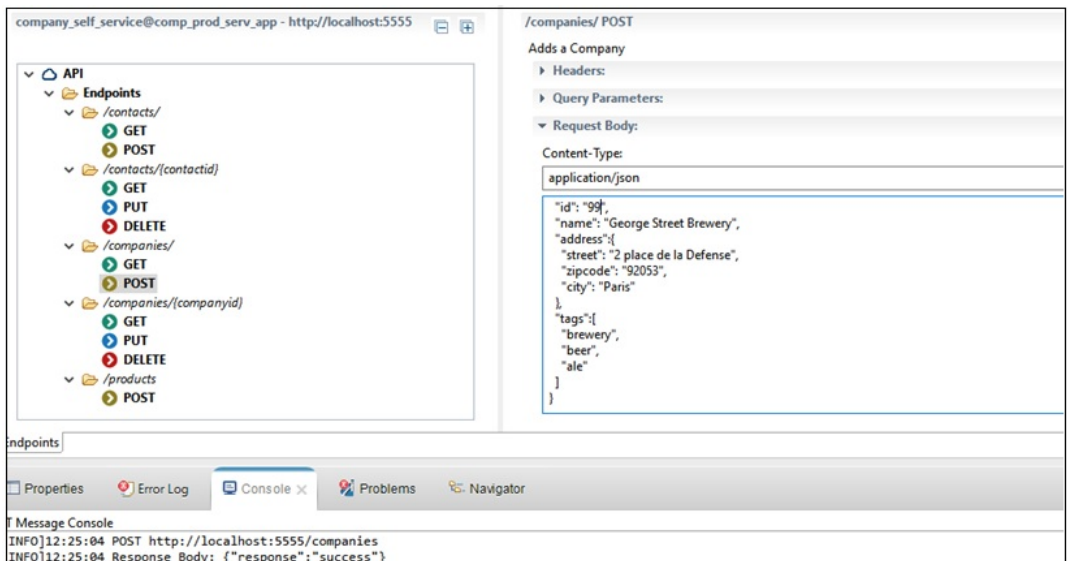 company_self_service@comp_prod_serv_app - http://localhost:5555
API
Endpoints
/contacts/
GET
POST
/contacts/{contactid}
GET
PUT
DELETE
/companies/
GET
POST
/companies/{companyid}
GET
PUT
DELETE
/products
POST
/companies/ POST
Adds a Company
Headers:
Query Parameters:
Request Body:
Content-Type:
application/json
"id": "99",
"name": "George Street Brewery",
"address":{
"street": "2 place de la Defense",
"zipcode": "92053",
"city": "Paris"
},
"tags":[
"brewery",
"beer",
"ale"
]
}
Endpoints
Properties
Error Log
Console
Problems
Navigator
T Message Console
INFO]12:25:04 POST http://localhost:5555/companies
INFO]12:25:04 Response Body: {"response":"success"}